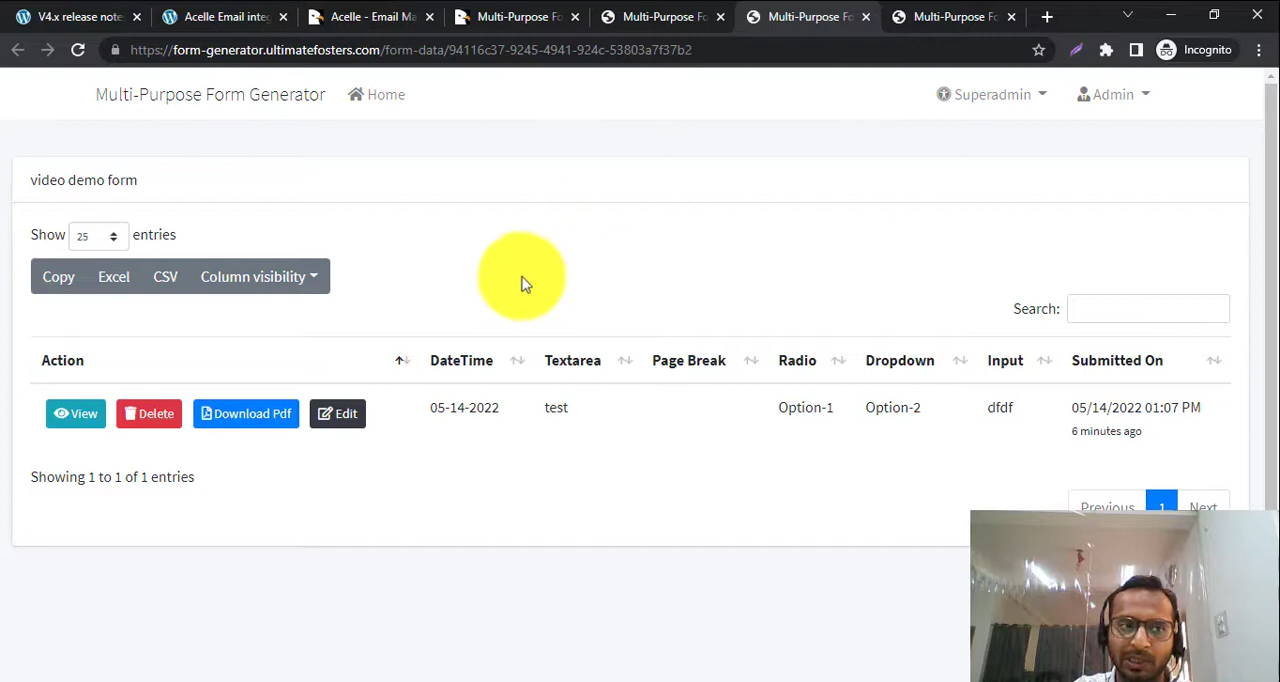 V4.x release note
Acelle Email integ
Acelle - Email Ma
Multi-Purpose Fo
Multi-Purpose Fo
Multi-Purpose Fo
Multi-Purpose Fo
https://form-generator.ultimatefosters.com/form-data/94116c37-9245-4941-924c-53803a7f37b2
Incognito
Multi-Purpose Form Generator
Home
Superadmin
Admin
video demo form
Show 25 entries
Copy Excel CSV Column visibility
Search:
Action DateTime Textarea Page Break Radio Dropdown Input Submitted On
View Delete Download Pdf Edit 05-14-2022 test Option-1 Option-2 dfdf 05/14/2022 01:07 PM
6 minutes ago
Showing 1 to 1 of 1 entries
Previous 1 Next